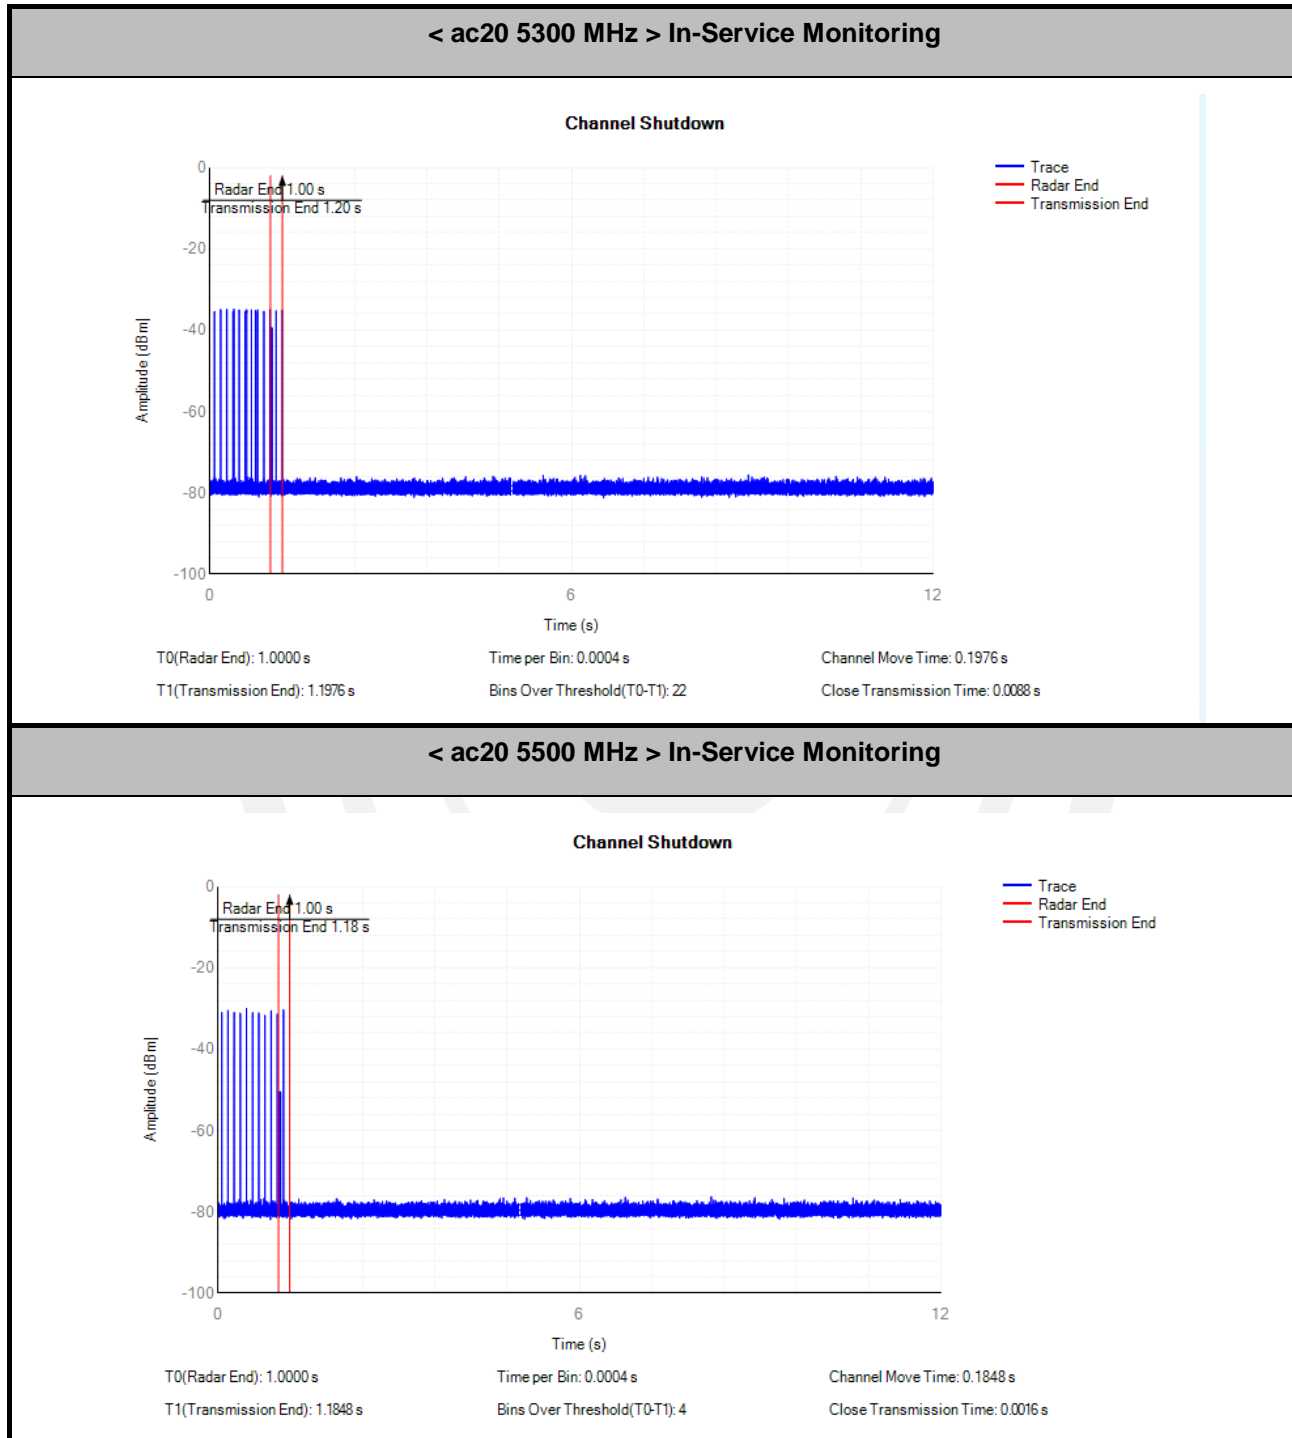 < ac20 5300 MHz > In-Service Monitoring
Channel Shutdown
0
Radar End 1.00 s
Transmission End 1.20 s
Trace
Radar End
Transmission End
-20
-40
Amplitude (dBm)
-60
-80
-100
0 6 12
Time (s)
T0(Radar End): 1.0000 s Time per Bin: 0.0004 s Channel Move Time: 0.1976 s
T1(Transmission End): 1.1976 s Bins Over Threshold(T0-T1): 22 Close Transmission Time: 0.0088 s
< ac20 5500 MHz > In-Service Monitoring
Channel Shutdown
0
Radar End 1.00 s
Transmission End 1.18 s
Trace
Radar End
Transmission End
-20
-40
Amplitude (dBm)
-60
-80
-100
0 6 12
Time (s)
T0(Radar End): 1.0000 s Time per Bin: 0.0004 s Channel Move Time: 0.1848 s
T1(Transmission End): 1.1848 s Bins Over Threshold(T0-T1): 4 Close Transmission Time: 0.0016 s